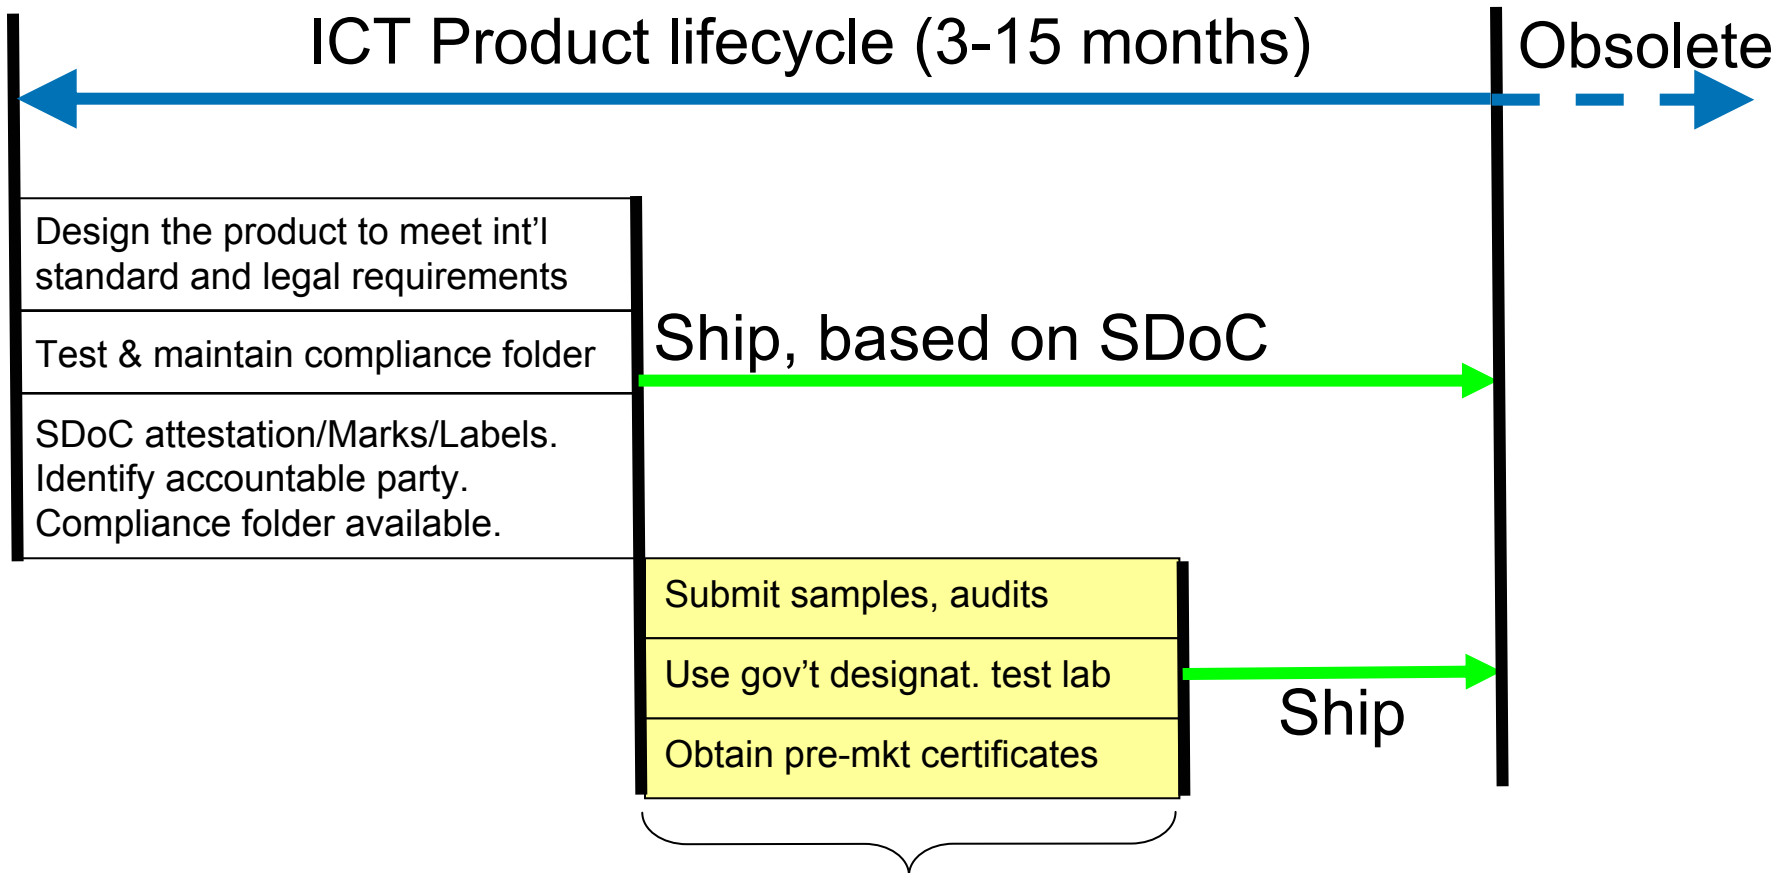 ICT Product lifecycle (3-15 months)
Obsolete
Design the product to meet int’l
standard and legal requirements
Test & maintain compliance folder
SDoC attestation/Marks/Labels.
Identify accountable party.
Compliance folder available.
Ship, based on SDoC
Submit samples, audits
Use gov’t designat. test lab
Obtain pre-mkt certificates
Ship